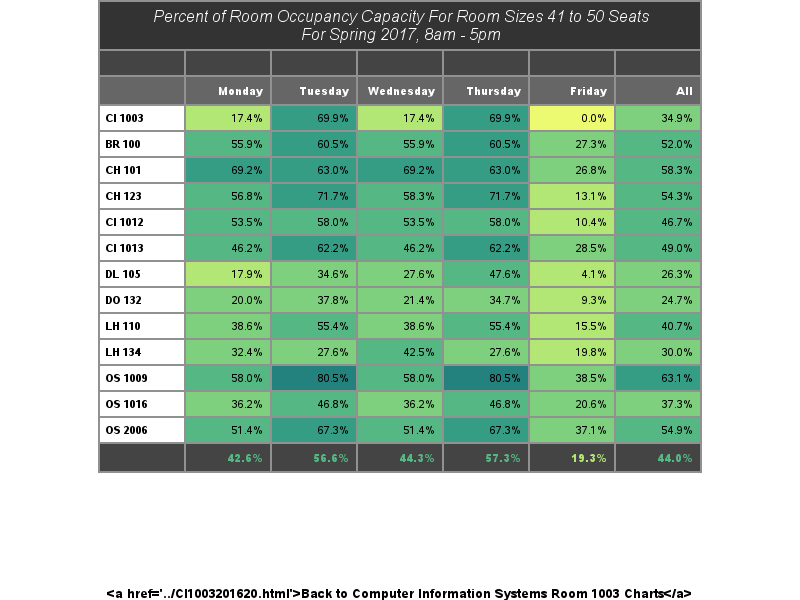 Percent of Room Occupancy Capacity For Room Sizes 41 to 50 Seats
For Spring 2017, 8am - 5pm
Monday Tuesday Wednesday Thursday Friday All
CI 1003 17.4% 69.9% 17.4% 69.9% 0.0% 34.9%
BR 100 55.9% 60.5% 55.9% 60.5% 27.3% 52.0%
CH 101 69.2% 63.0% 69.2% 63.0% 26.8% 58.3%
CH 123 56.8% 71.7% 58.3% 71.7% 13.1% 54.3%
CI 1012 53.5% 58.0% 53.5% 58.0% 10.4% 46.7%
CI 1013 46.2% 62.2% 46.2% 62.2% 28.5% 49.0%
DL 105 17.9% 34.6% 27.6% 47.6% 4.1% 26.3%
DO 132 20.0% 37.8% 21.4% 34.7% 9.3% 24.7%
LH 110 38.6% 55.4% 38.6% 55.4% 15.5% 40.7%
LH 134 32.4% 27.6% 42.5% 27.6% 19.8% 30.0%
OS 1009 58.0% 80.5% 58.0% 80.5% 38.5% 63.1%
OS 1016 36.2% 46.8% 36.2% 46.8% 20.6% 37.3%
OS 2006 51.4% 67.3% 51.4% 67.3% 37.1% 54.9%
42.6% 56.6% 44.3% 57.3% 19.3% 44.0%
<a href='../CI1003201620.html'>Back to Computer Information Systems Room 1003 Charts</a>